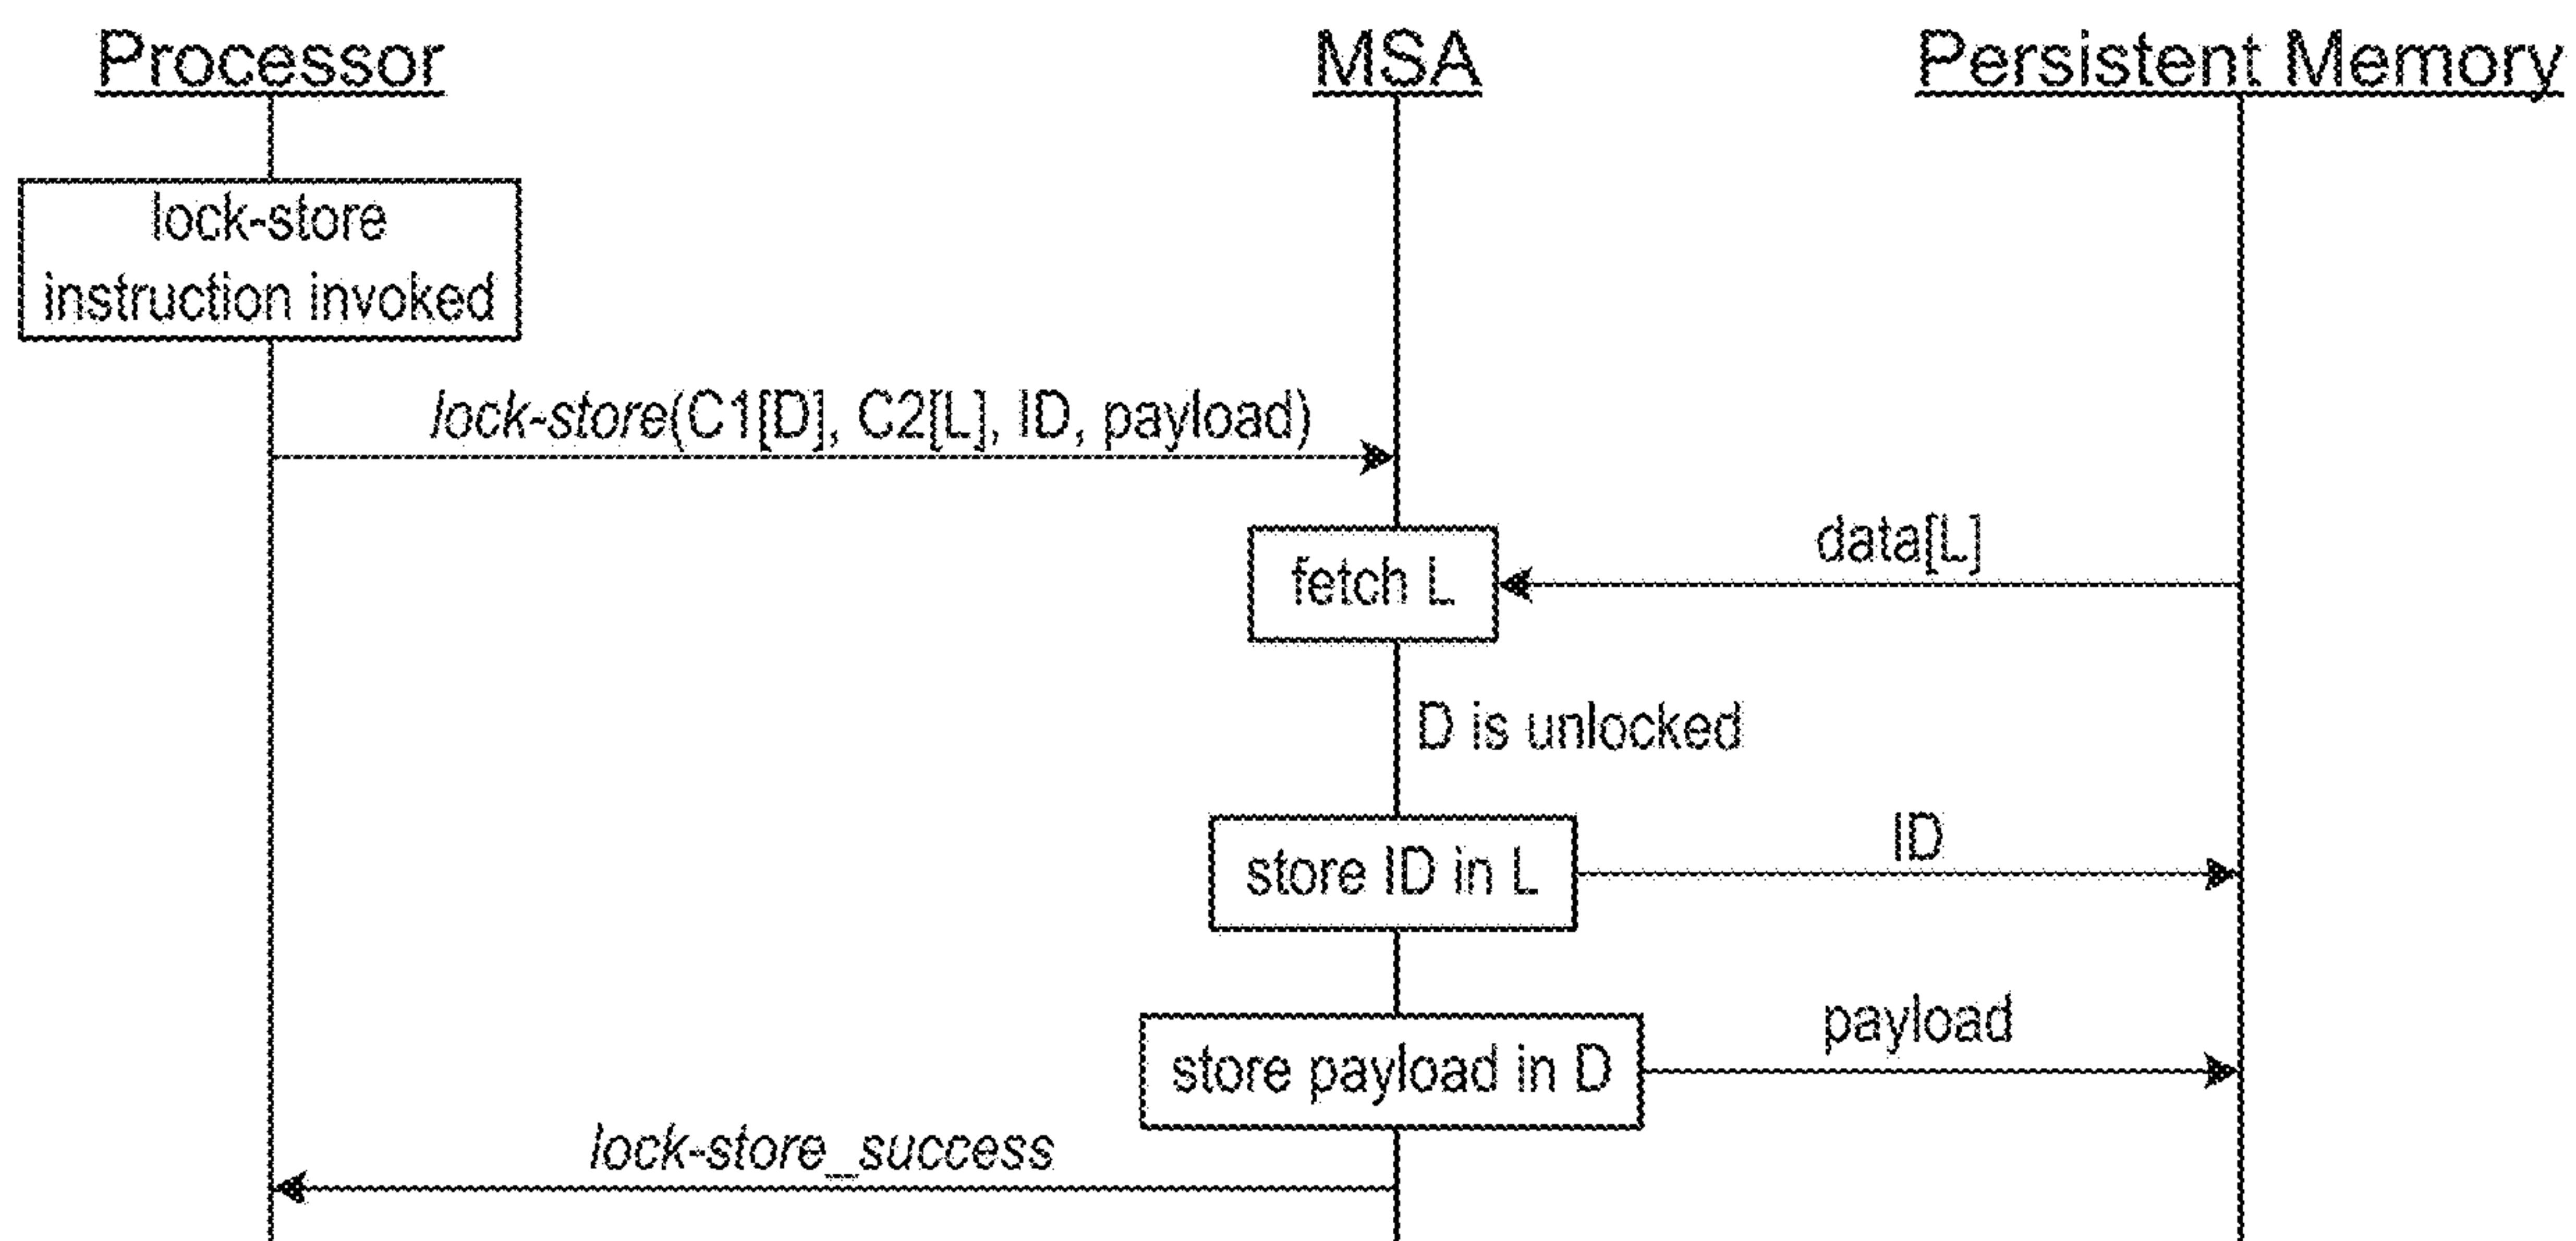 Processor
MSA
Persistent Memory
lock-store
instruction invoked
lock-store(C1[D], C2[L], ID, payload)
data[L]
fetch L
D is unlocked
ID
store ID in L
payload
store payload in D
lock-store_success